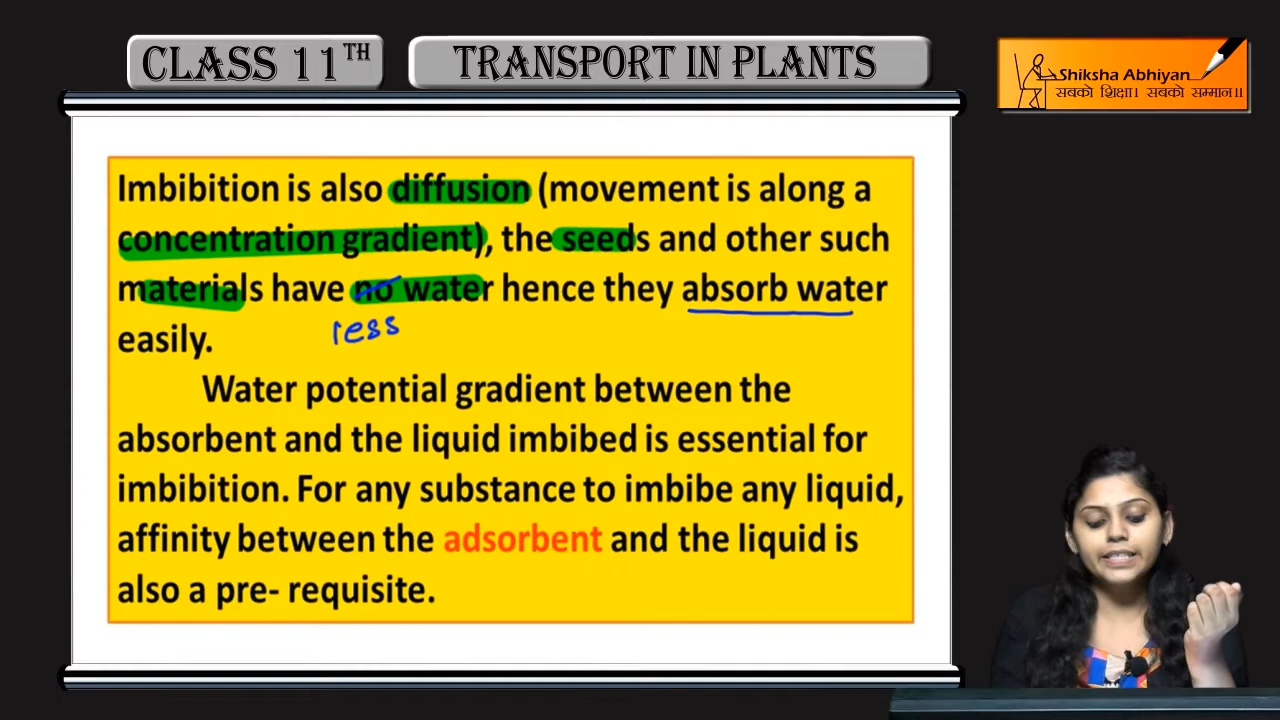 CLASS 11TH
TRANSPORT IN PLANTS
Shiksha Abhiyan
सबको शिक्षा। सबको सम्मान।।
Imbibition is also diffusion (movement is along a
concentration gradient), the seeds and other such
materials have no water hence they absorb water
less
easily.
Water potential gradient between the
absorbent and the liquid imbibed is essential for
imbibition. For any substance to imbibe any liquid,
affinity between the adsorbent and the liquid is
also a pre- requisite.